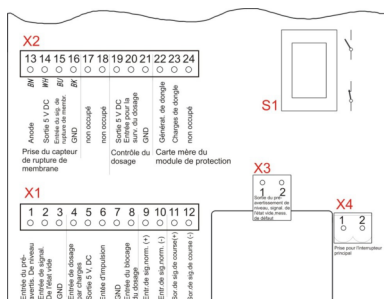 X2
13 14 15 16 17 18 19 20 21 22 23 24
BN WH BU BK
Anode
Sortie 5 V DC
Entrée du sig. de
rupture de membr.
GND
non occupé
non occupé
Sortie 5 V DC
Entrée pour la
surv. du dosage
GND
Générat. de dongle
Charges de dongle
non occupé
Prise du capteur
de rupture de
membrane
Contrôle du
dosage
Carte mère du
module de protection
S1
X1
1 2 3 4 5 6 7 8 9 10 11 12
Entrée du pré-
avertis. De niveau
Entrée de signal.
De l'état vide
GND
Entrée de dosage
par charges
Sortie 5 V, DC
Entrée d'impulsion
GND
Entrée du blocage
du dosage
Entr de sig.norm. (+)
Entr de sig.norm. (-)
Sor.de sig de course(+)
Sor.de sig.de course (-)
X3
1 2
Sortie du pré-
avertissement de
niveau, signal. de
l'état vide,mess.
de défaut
X4
1 2
Prise pour l'interrupteur
principal